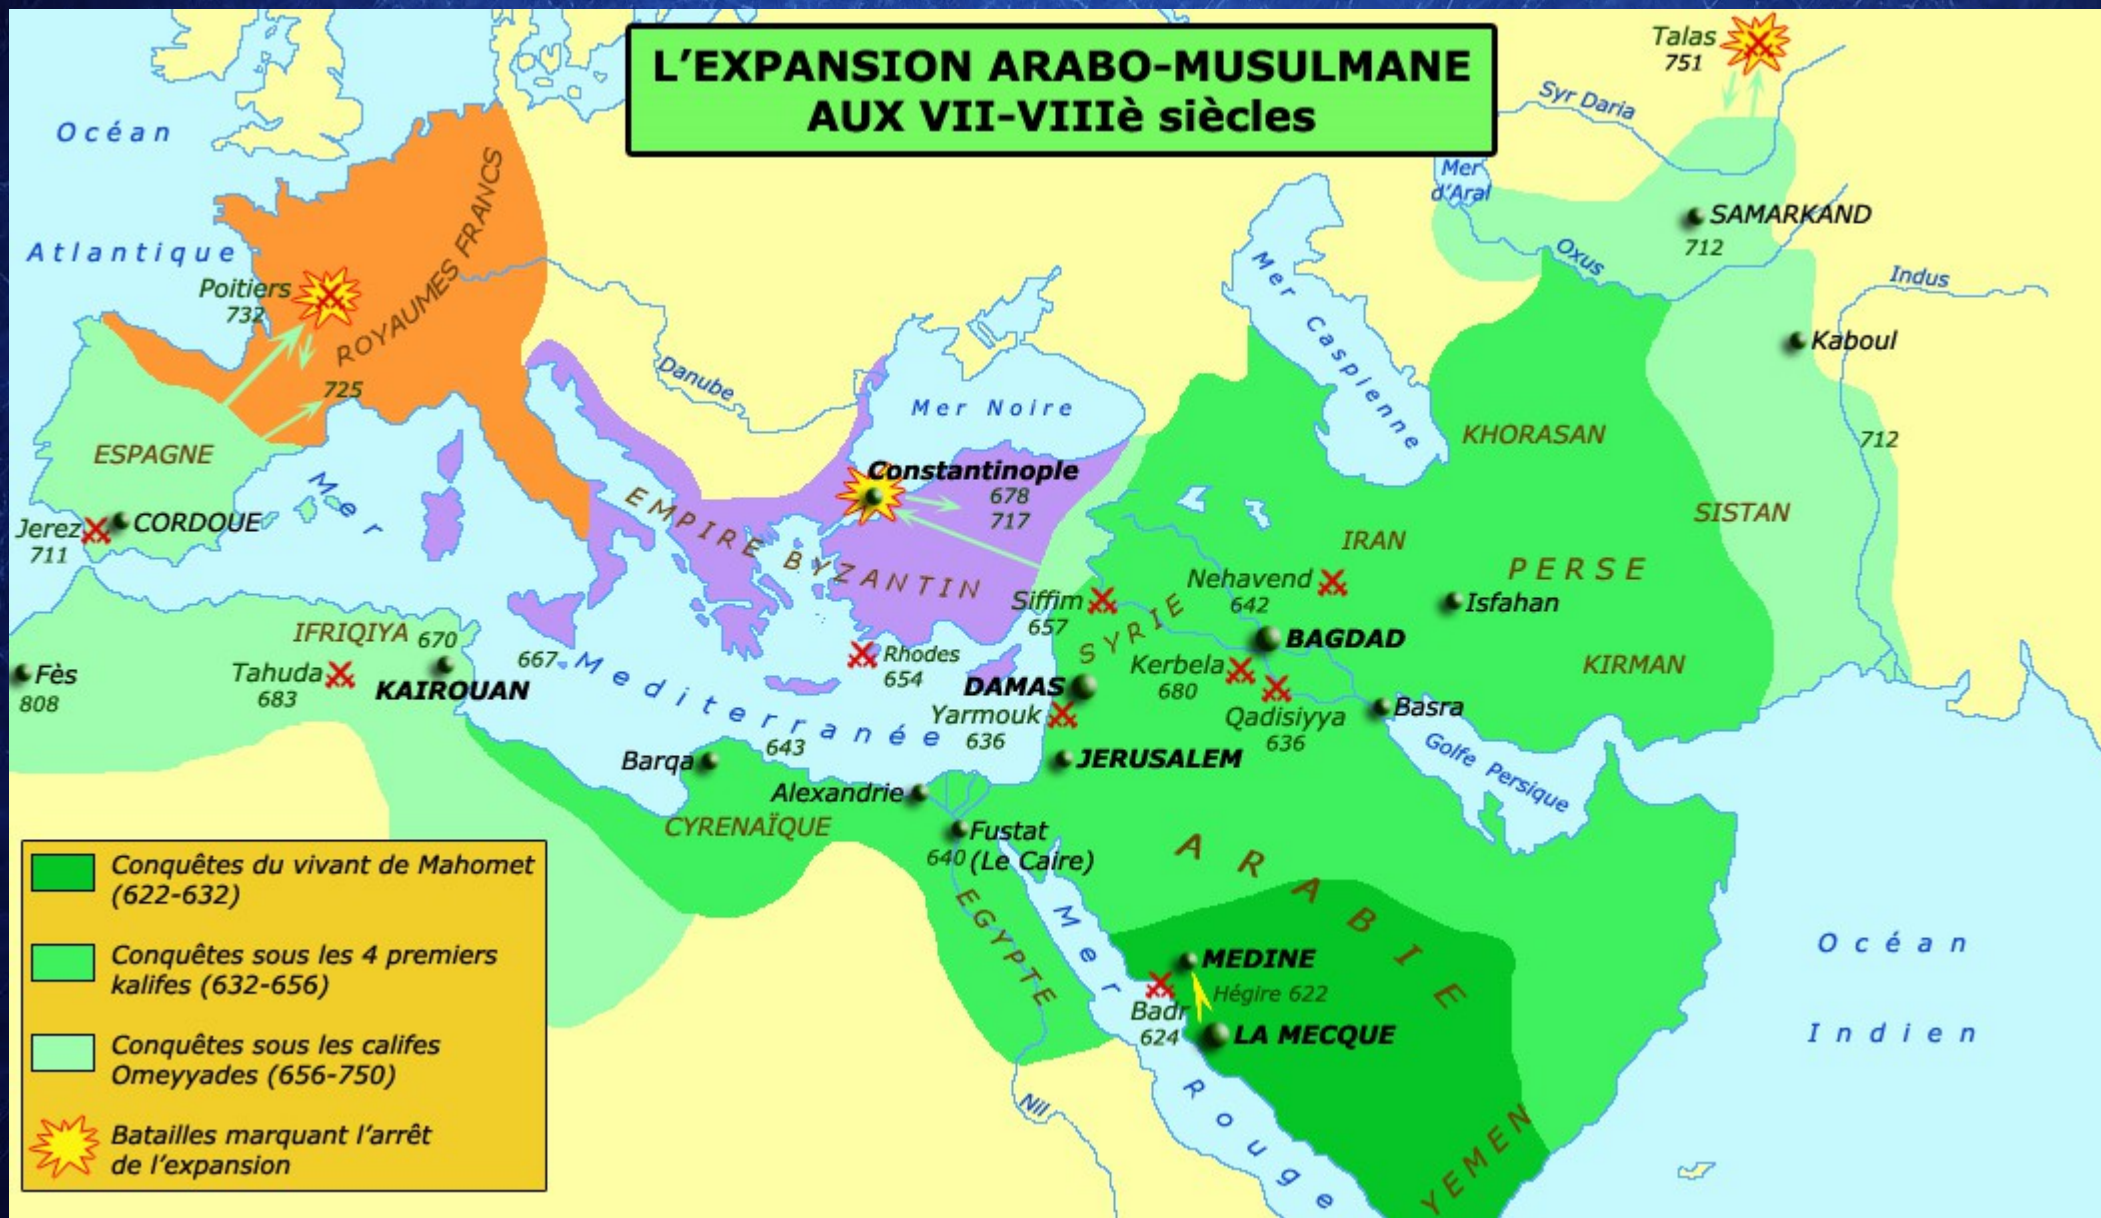 L'EXPANSION ARABO-MUSULMANE
AUX VII-VIIIè siècles
Talas
751
Syr Daria
Mer
d'Aral
SAMARKAND
712
Oxus
Indus
Kaboul
712
Océan
Atlantique
Poitiers
732
ROYAUMES FRANCS
725
Danube
Mer Noire
Mer Caspienne
KHORASAN
SISTAN
ESPAGNE
Jerez
711
CORDOUE
Mer
Mediterranée
Constantinople
678
717
EMPIRE BYZANTIN
IRAN
PERSE
Nehavend
642
Isfahan
Siffim
657
SYRIE
BAGDAD
KIRMAN
IFRIQIYA
670
Fès
808
Tahuda
683
KAIROUAN
667
Rhodes
654
DAMAS
Kerbela
680
Yarmouk
636
Qadisiyya
636
Basra
Golfe Persique
643
Barqa
JERUSALEM
Alexandrie
CYRENAÏQUE
Fustat
640 (Le Caire)
EGYPTE
ARABIE
Mer
Rouge
MEDINE
Hégire 622
Badr
624
LA MECQUE
YEMEN
Nil
Océan
Indien
Conquêtes du vivant de Mahomet
(622-632)
Conquêtes sous les 4 premiers
kalifes (632-656)
Conquêtes sous les califes
Omeyyades (656-750)
Batailles marquant l'arrêt
de l'expansion